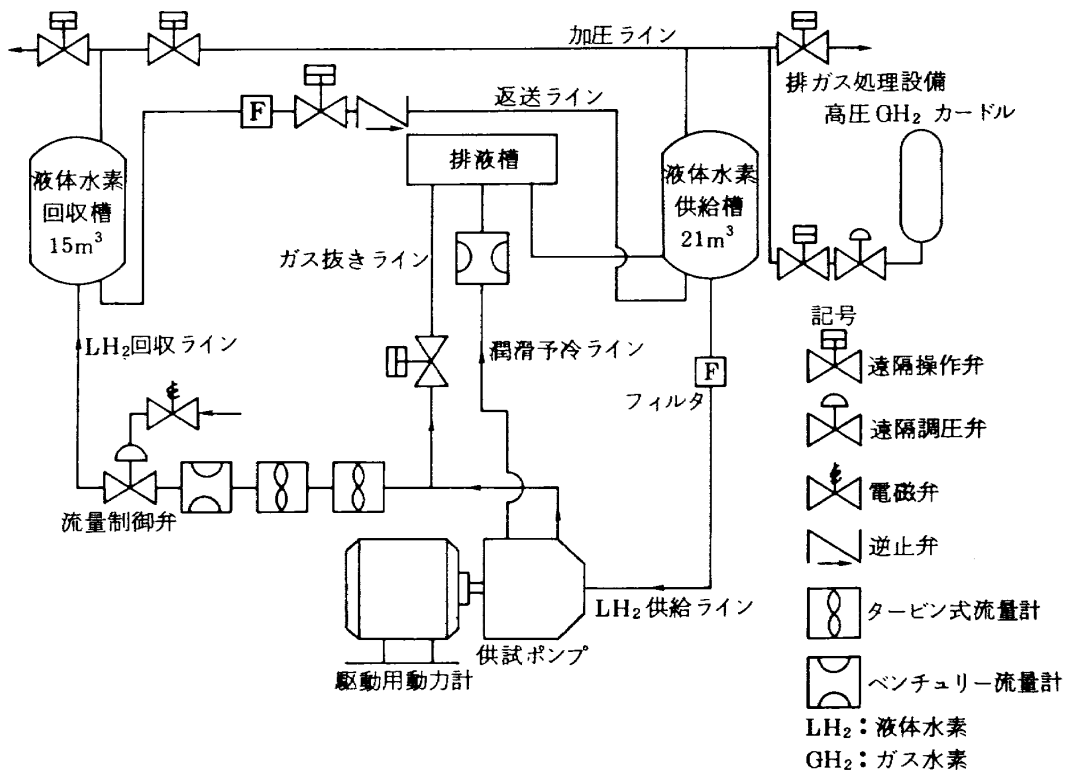 加圧ライン
排ガス処理設備
返送ライン
高圧GH₂ カードル
F
排液槽
液体水素
回収槽
15m³
液体水素
供給槽
21m³
ガス抜きライン
LH₂回収ライン
潤滑予冷ライン
F
フィルタ
流量制御弁
LH₂供給ライン
供試ポンプ
駆動用動力計
記号
遠隔操作弁
遠隔調圧弁
電磁弁
逆止弁
タービン式流量計
ベンチュリー流量計
LH₂：液体水素
GH₂：ガス水素